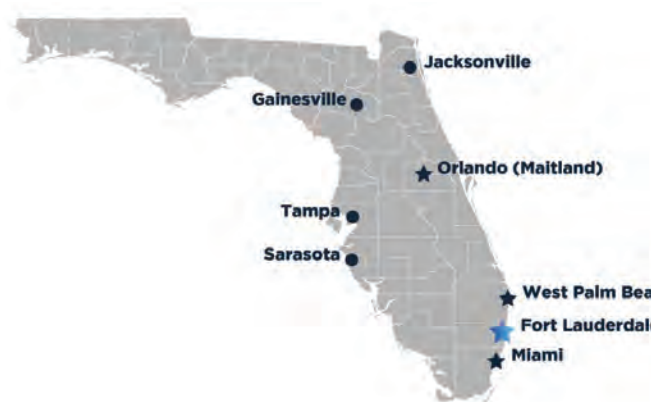 Jacksonville
Gainesville
Orlando (Maitland)
Tampa
Sarasota
West Palm Bea
Fort Lauderdal
Miami